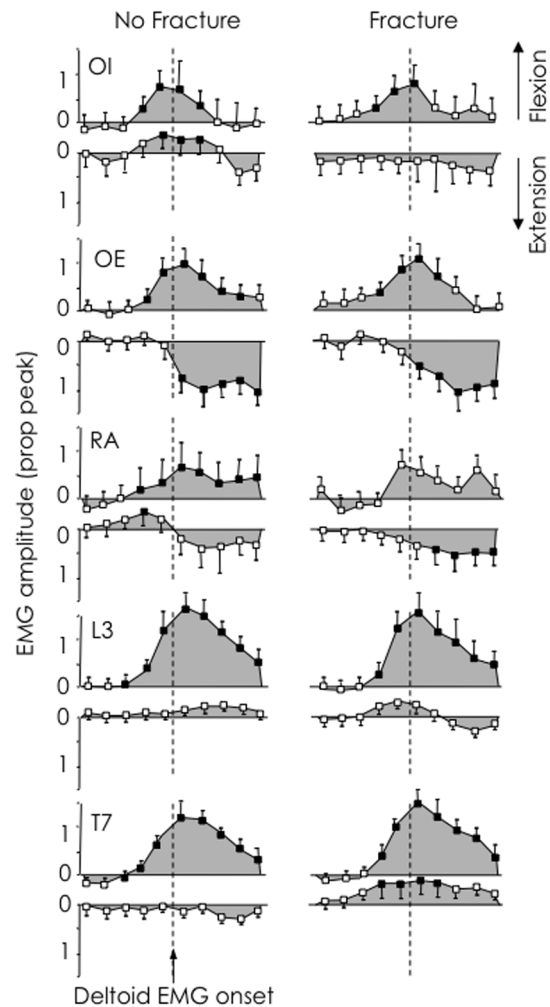 No Fracture
Fracture
OI
1
0
0
1
Flexion
Extension
OE
1
0
0
1
EMG amplitude (prop peak)
RA
1
0
0
1
L3
1
0
0
1
T7
1
0
0
1
Deltoid EMG onset